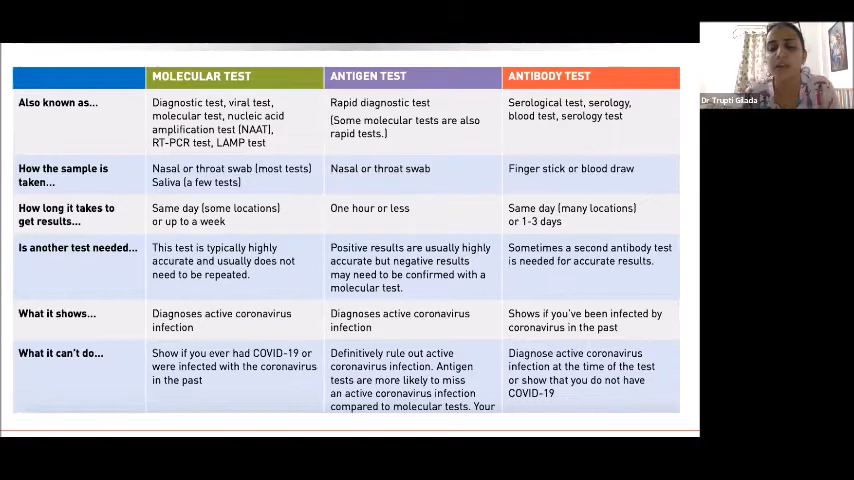 MOLECULAR TEST
ANTIGEN TEST
ANTIBODY TEST
Also known as...
Diagnostic test, viral test,
molecular test, nucleic acid
amplification test (NAAT),
RT-PCR test, LAMP test
Rapid diagnostic test
(Some molecular tests are also
rapid tests.)
Serological test, serology,
blood test, serology test
How the sample is
taken...
Nasal or throat swab (most tests)
Saliva (a few tests)
Nasal or throat swab
Finger stick or blood draw
How long it takes to
get results...
Same day (some locations)
or up to a week
One hour or less
Same day (many locations)
or 1-3 days
Is another test needed...
This test is typically highly
accurate and usually does not
need to be repeated.
Positive results are usually highly
accurate but negative results
may need to be confirmed with a
molecular test.
Sometimes a second antibody test
is needed for accurate results.
What it shows...
Diagnoses active coronavirus
infection
Diagnoses active coronavirus
infection
Shows if you've been infected by
coronavirus in the past
What it can't do...
Show if you ever had COVID-19 or
were infected with the coronavirus
in the past
Definitively rule out active
coronavirus infection. Antigen
tests are more likely to miss
an active coronavirus infection
compared to molecular tests. Your
Diagnose active coronavirus
infection at the time of the test
or show that you do not have
COVID-19
Dr Trupti Gilada